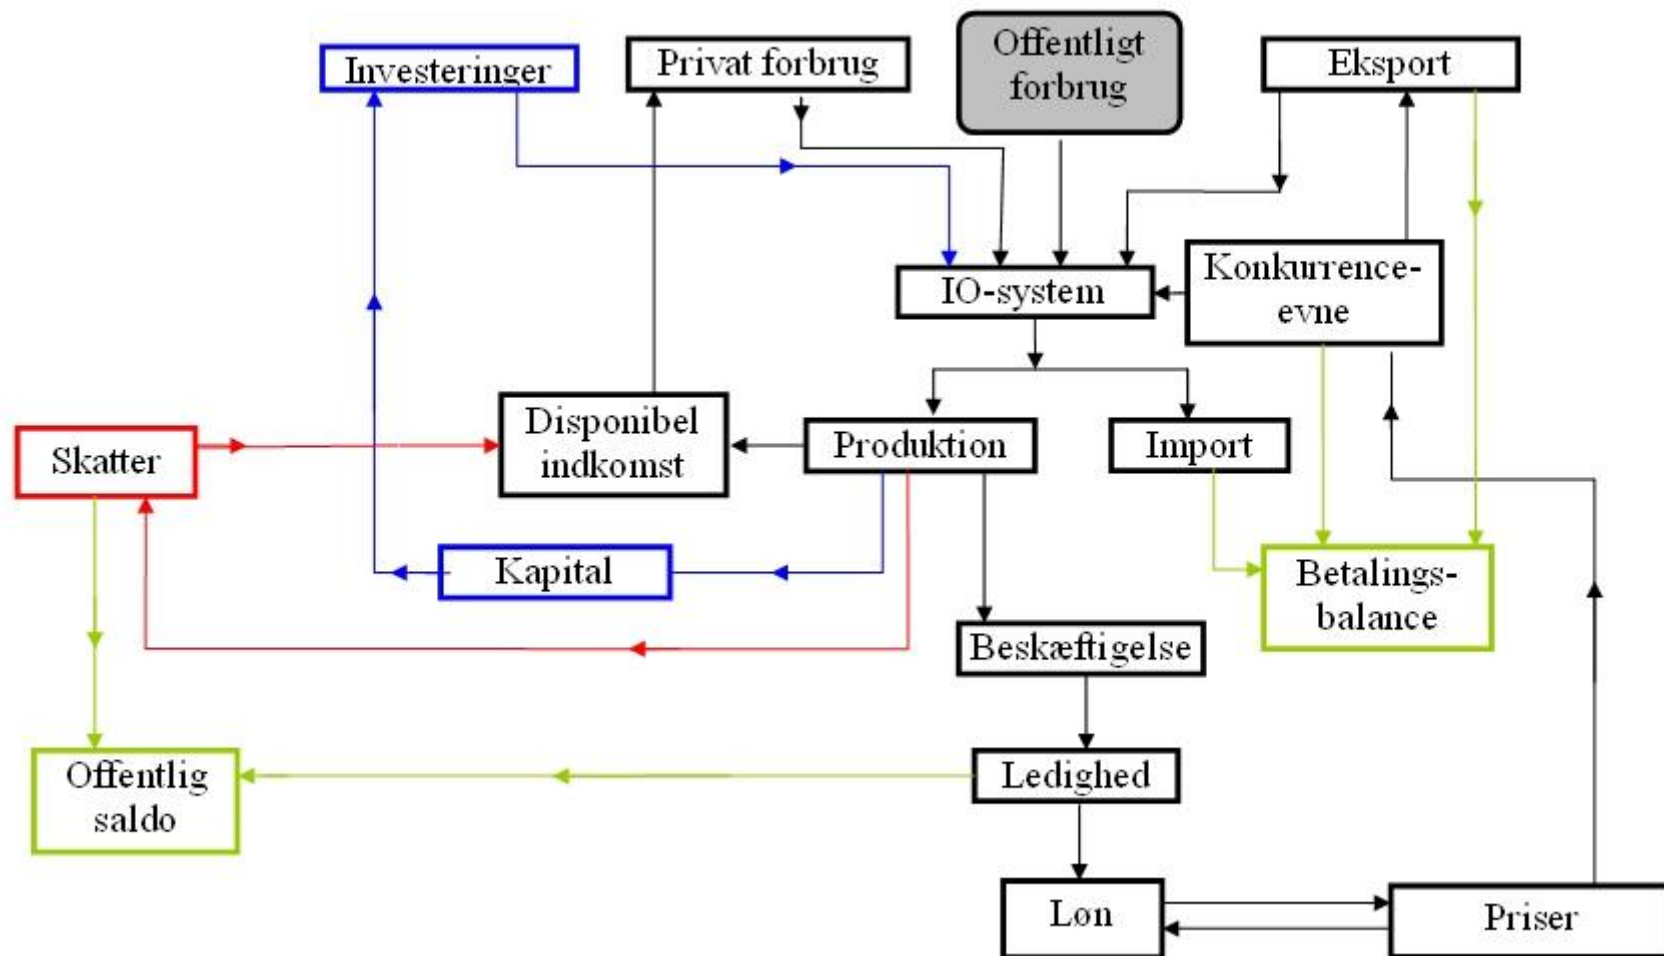 Investeringer
Privat forbrug
Offentligt
forbrug
Eksport
IO-system
Konkurrence-
evne
Skatter
Disponibel
indkomst
Produktion
Import
Kapital
Betalings-
balance
Beskæftigelse
Offentlig
saldo
Ledighed
Løn
Priser